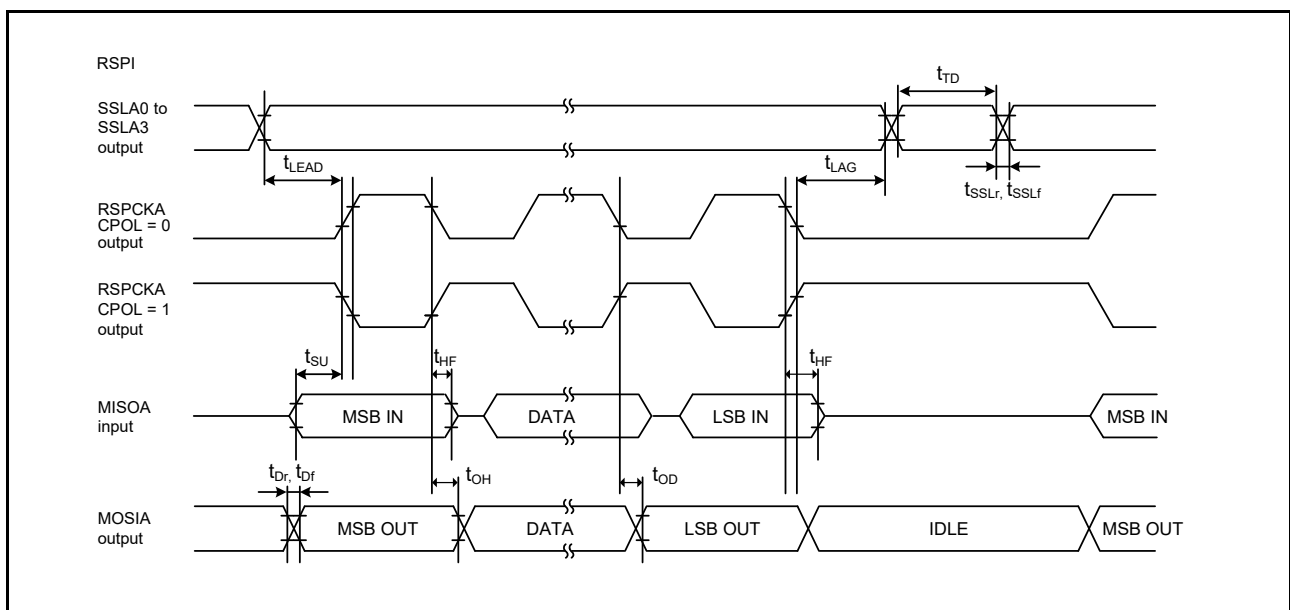 RSPI
SSLA0 to
SSLA3
output
tTD
tLEAD
tLAG
tSSLr, tSSLf
RSPCKA
CPOL = 0
output
RSPCKA
CPOL = 1
output
tSU
tHF
tHF
MISOA
input
MSB IN
DATA
LSB IN
MSB IN
tDr, tDf
tOH
tOD
MOSIA
output
MSB OUT
DATA
LSB OUT
IDLE
MSB OUT